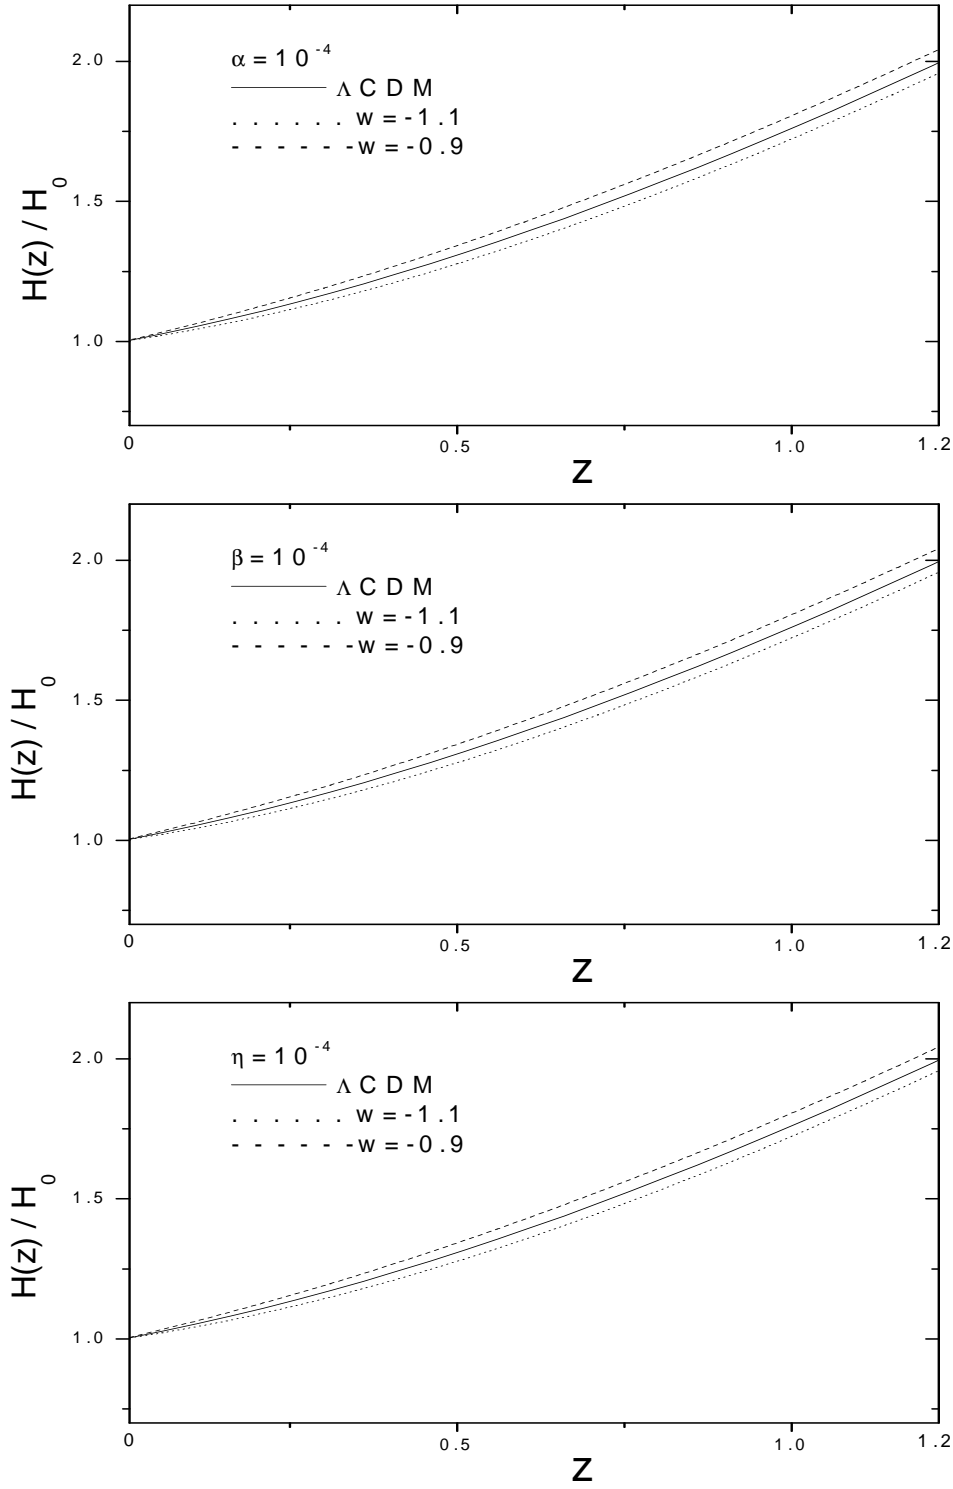 α = 10⁻⁴
ΛCDM
w=-1.1
w=-0.9
2.0
1.5
1.0
H(z) / H₀
0 0.5 1.0 1.2
z
β = 10⁻⁴
ΛCDM
w=-1.1
w=-0.9
2.0
1.5
1.0
H(z) / H₀
0 0.5 1.0 1.2
z
η = 10⁻⁴
ΛCDM
w=-1.1
w=-0.9
2.0
1.5
1.0
H(z) / H₀
0 0.5 1.0 1.2
z